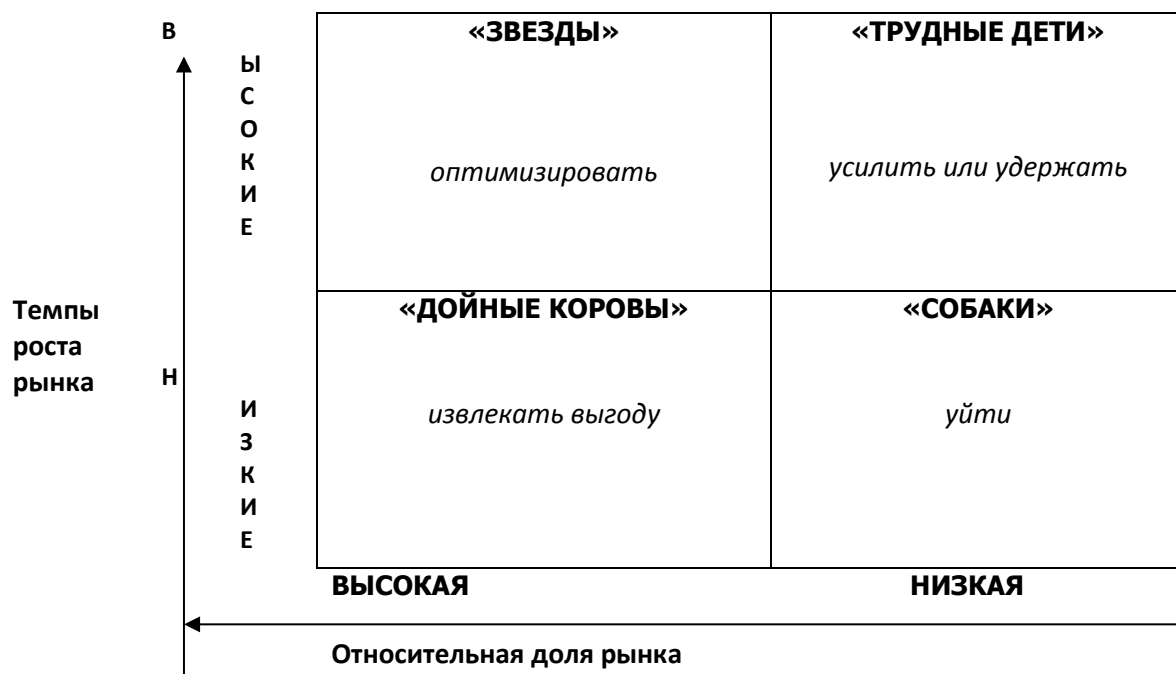 «ЗВЕЗДЫ»
«ТРУДНЫЕ ДЕТИ»
В
Ы
С
О
К
И
Е
оптимизировать
усилить или удержать
Темпы
роста
рынка
«ДОЙНЫЕ КОРОВЫ»
«СОБАКИ»
Н
И
З
К
И
Е
извлекать выгоду
уйти
ВЫСОКАЯ
НИЗКАЯ
Относительная доля рынка